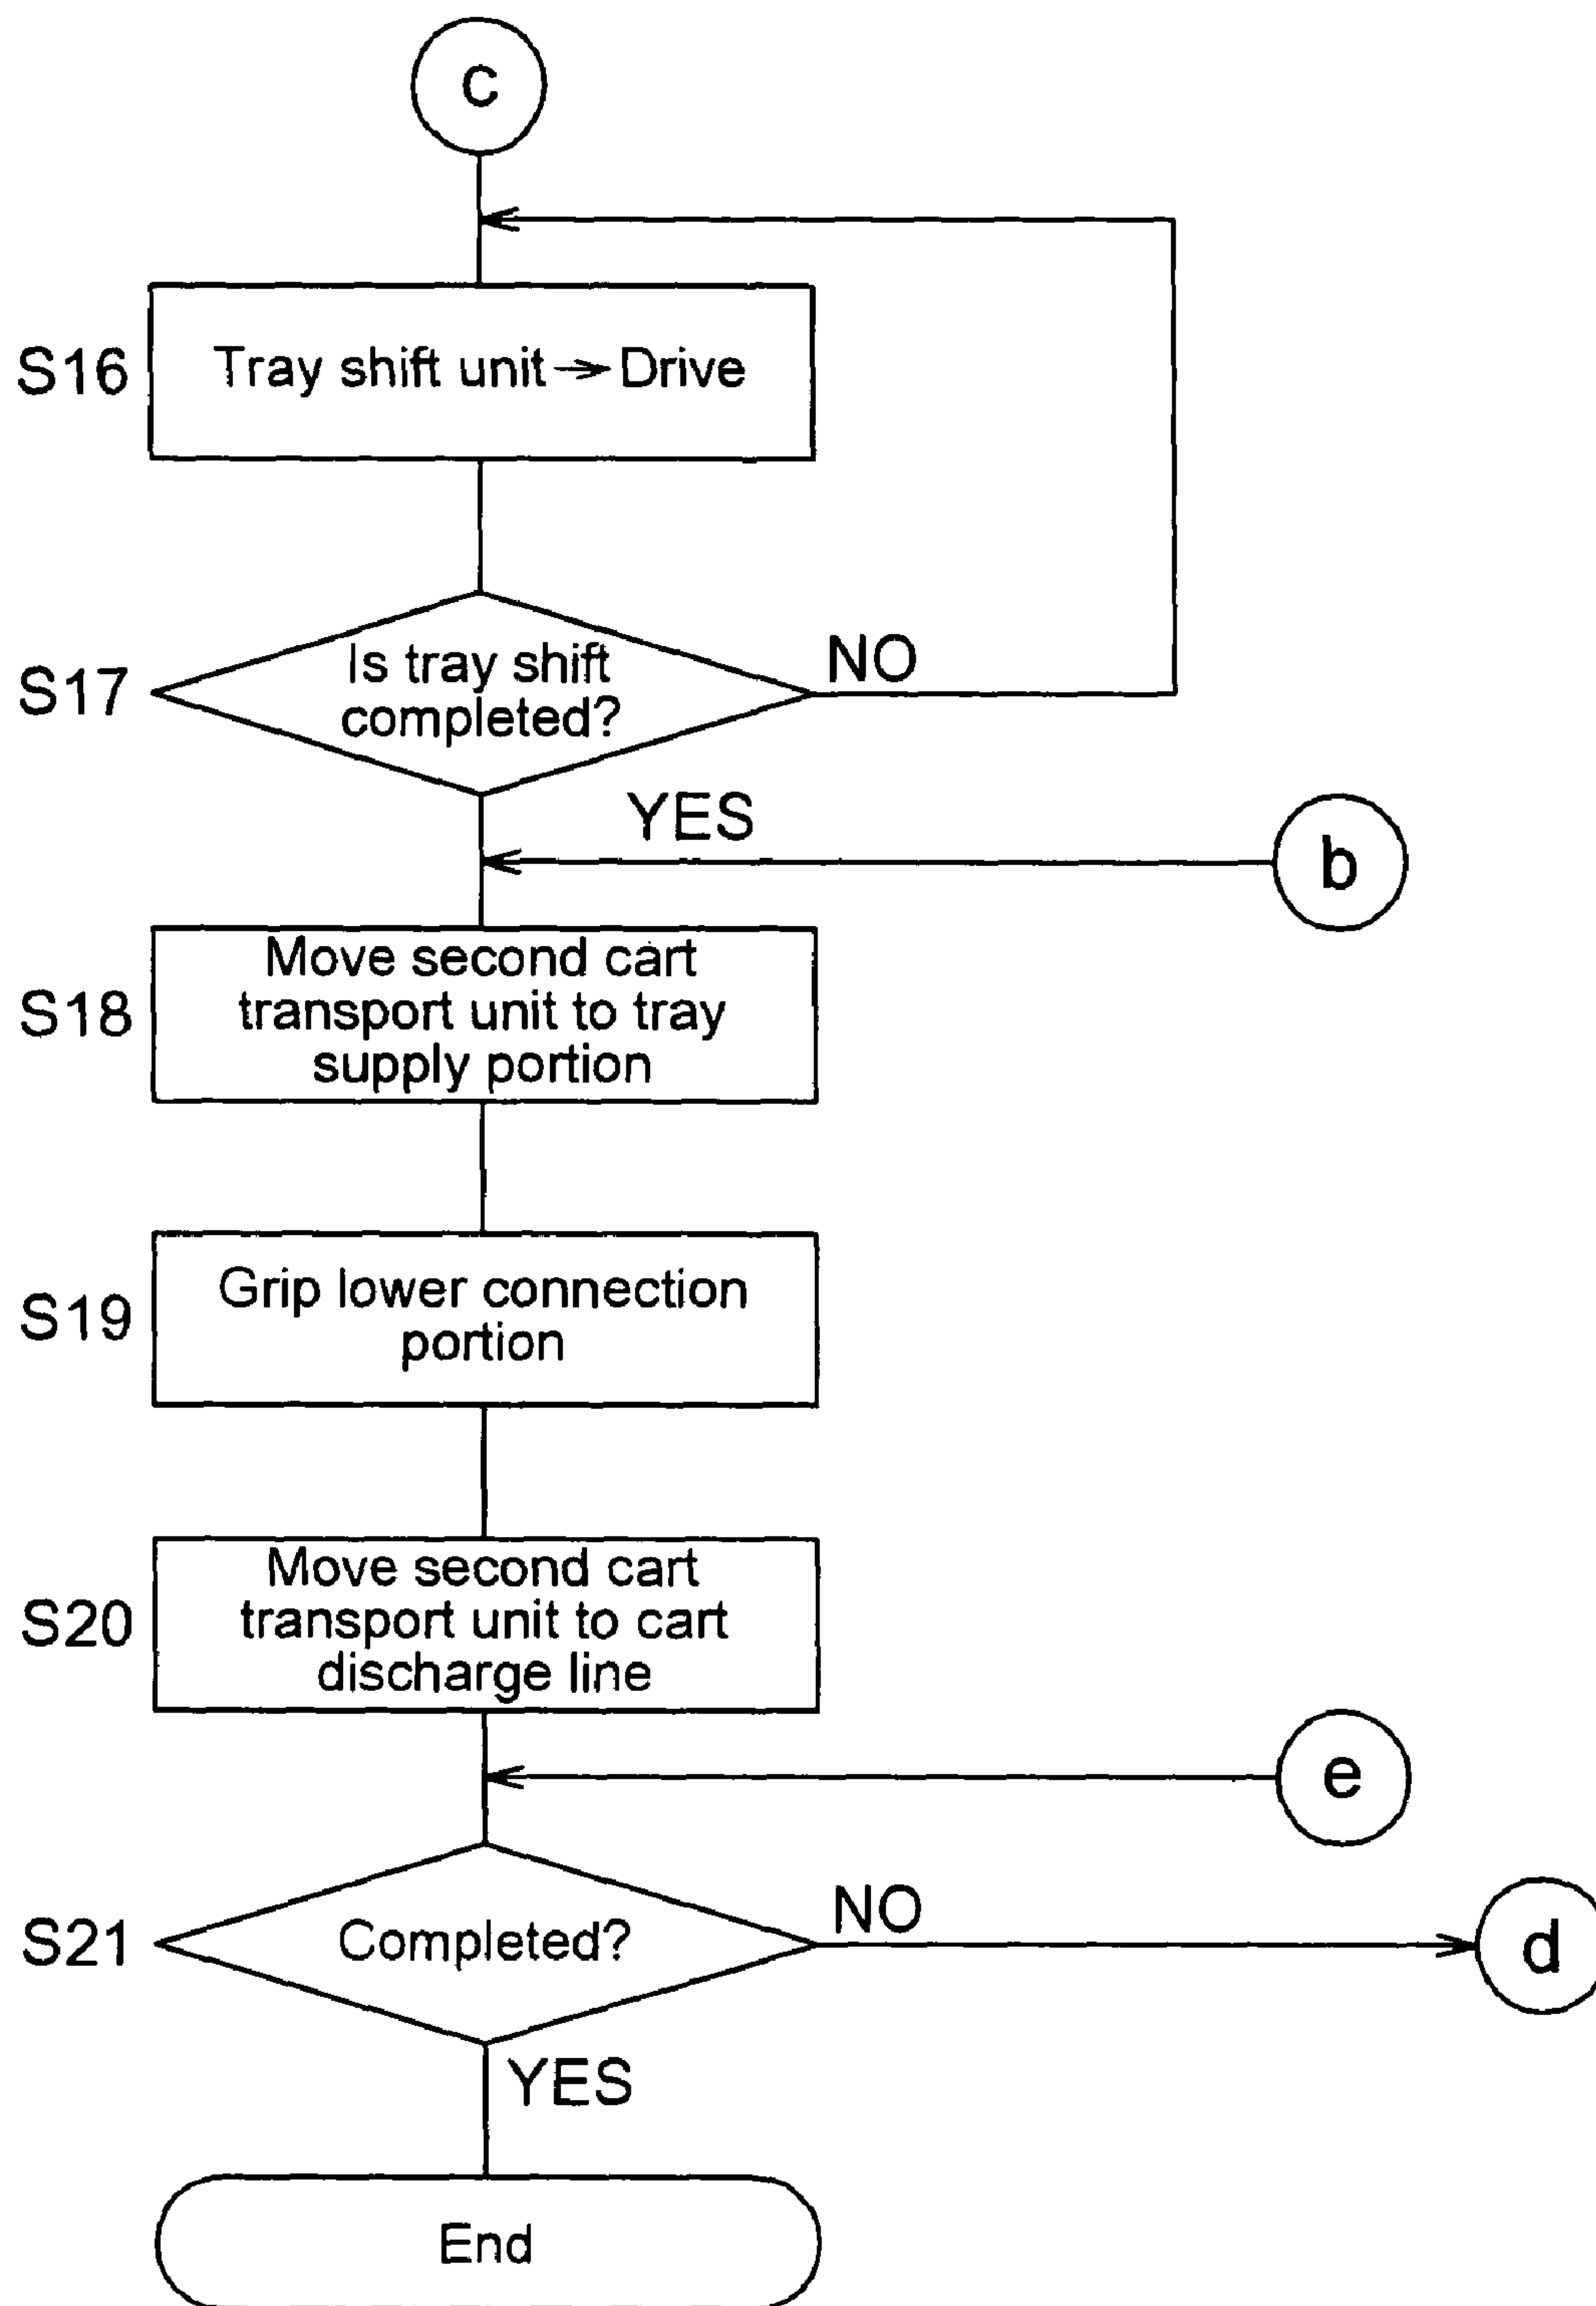 c
S16
Tray shift unit → Drive
S17
Is tray shift
completed?
NO
YES
b
S18
Move second cart
transport unit to tray
supply portion
S19
Grip lower connection
portion
S20
Move second cart
transport unit to cart
discharge line
e
S21
Completed?
NO
d
YES
End